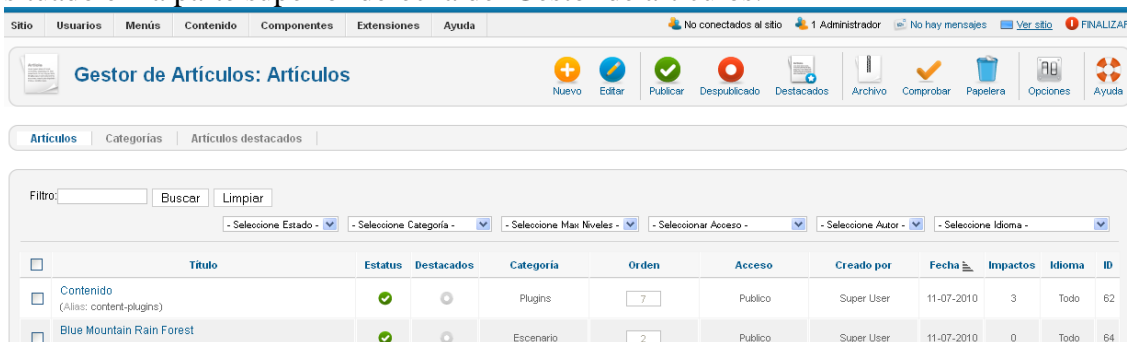 Sitio Usuarios Menús Contenido Componentes Extensiones Ayuda No conectados al sitio 1 Administrador No hay mensajes Ver sitio FINALIZAR
Gestor de Artículos: Artículos
Nuevo Editar Publicar Despublicado Destacados Archivo Comprobar Papelera Opciones Ayuda
Artículos Categorías Artículos destacados
Filtro: Buscar Limpiar
- Seleccione Estado - - Seleccione Categoría - - Seleccione Max Niveles - - Seleccionar Acceso - - Seleccione Autor - - Seleccione Idioma -
Título Estatus Destacados Categoría Orden Acceso Creado por Fecha Impactos Idioma ID
Contenido
(Alias: content-plugins) Plugins 7 Publico Super User 11-07-2010 3 Todo 62
Blue Mountain Rain Forest
Escenario 2 Publico Super User 11-07-2010 0 Todo 64